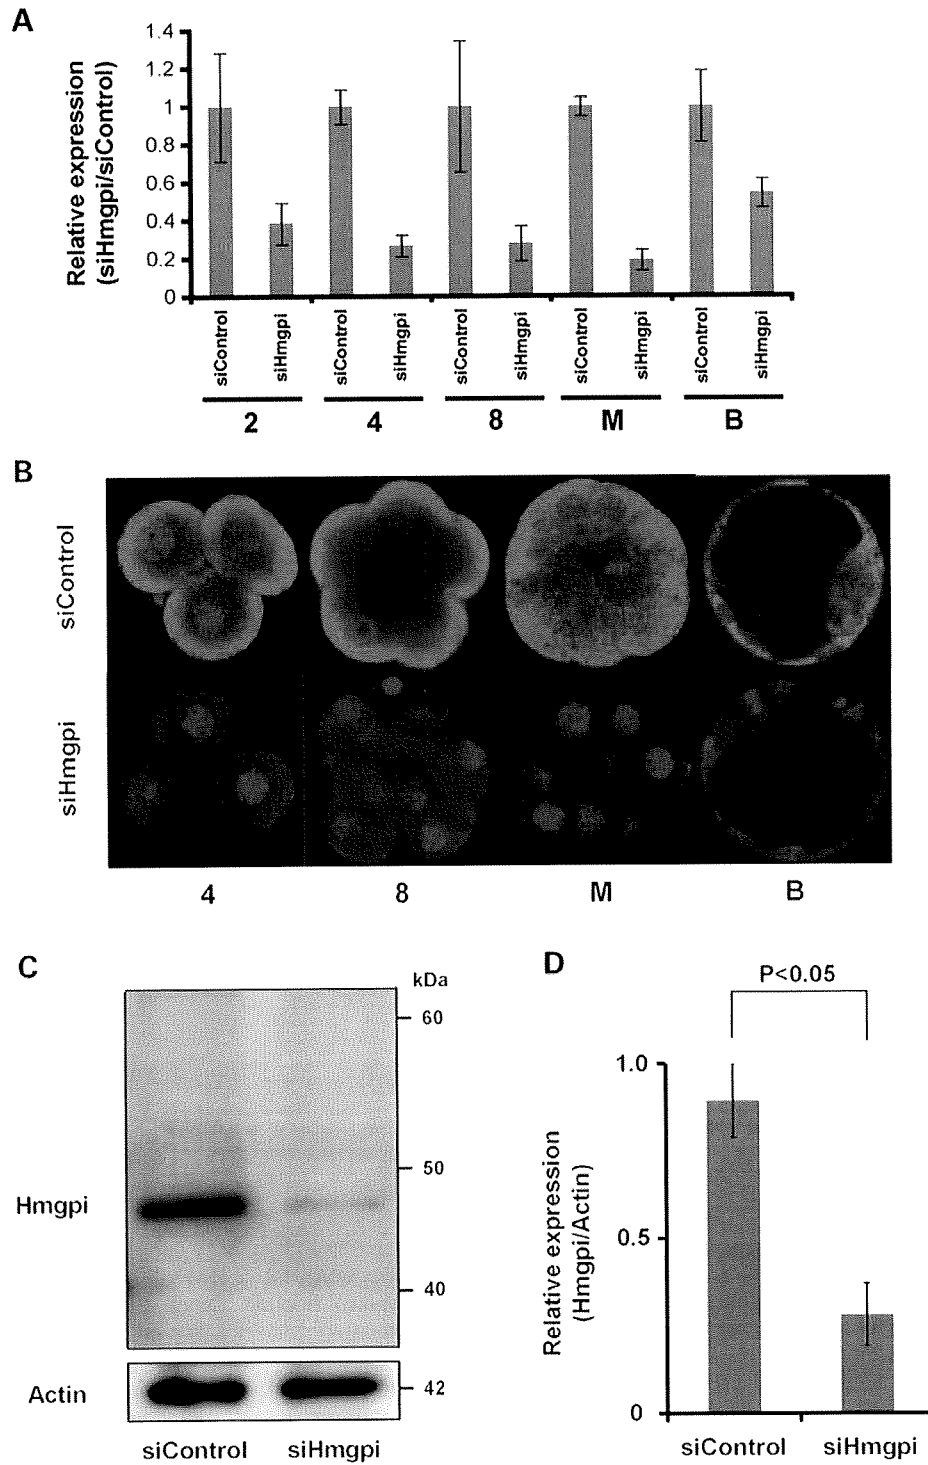 A
Relative expression
(siHmgpi/siControl)
1.4
1.2
1
0.8
0.6
0.4
0.2
0
siControl
siHmgpi
siControl
siHmgpi
siControl
siHmgpi
siControl
siHmgpi
siControl
siHmgpi
2
4
8
M
B
B
siControl
siHmgpi
4
8
M
B
C
kDa
60
50
Hmgpi
40
Actin
42
siControl
siHmgpi
D
P<0.05
Relative expression
(Hmgpi/Actin)
1.0
0.5
0
siControl
siHmgpi